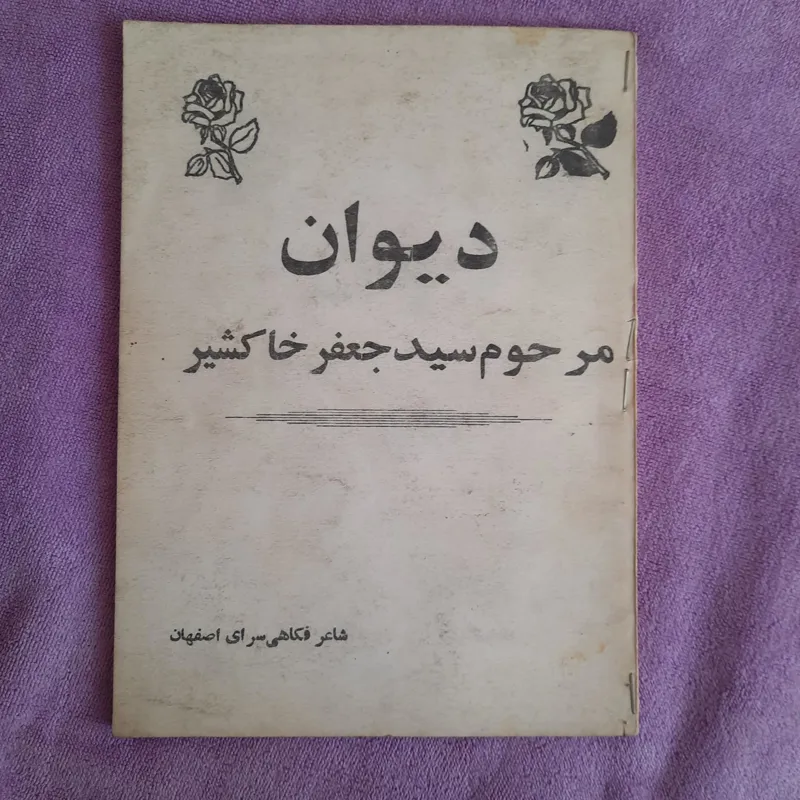 دیوان
مرحوم سید جعفر خاکشیر
شاعر فکاهی‌سرای اصفهان